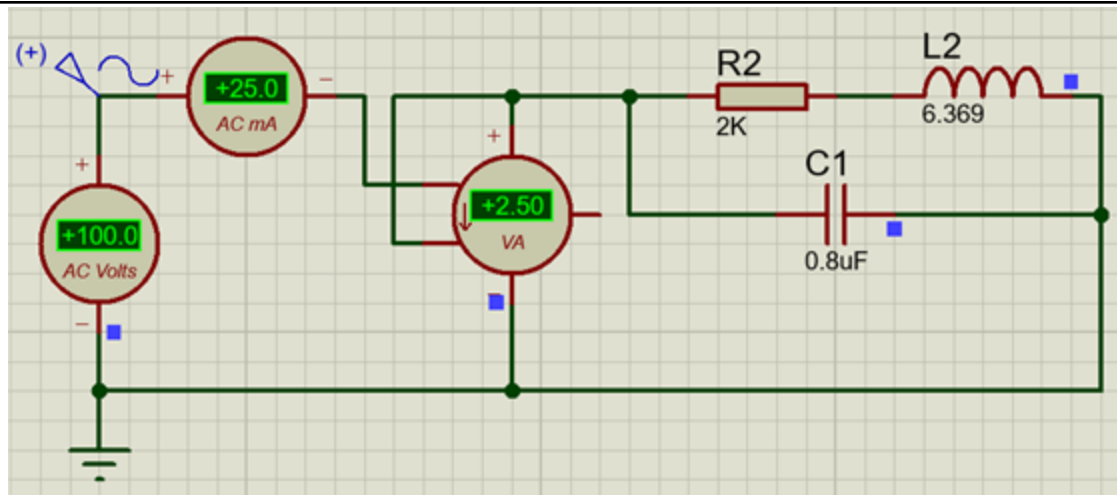 (+)
+
+25.0
AC mA
−
+
+100.0
AC Volts
−
+
+2.50
VA
R2
2K
L2
6.369
C1
0.8uF